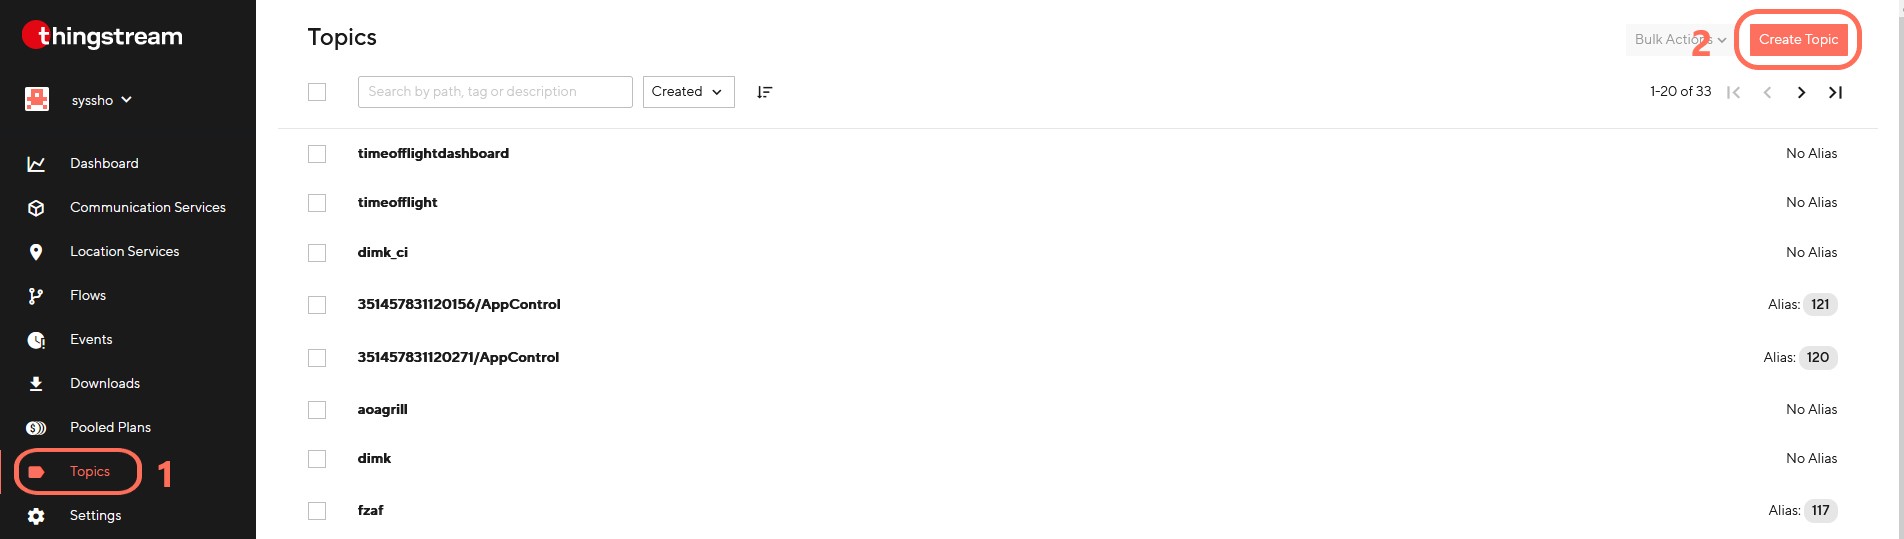 thingstream
syssho
Dashboard
Communication Services
Location Services
Flows
Events
Downloads
Pooled Plans
Topics 1
Settings
Topics
Bulk Actions 2 Create Topic
Search by path, tag or description Created 1-20 of 33
timeofflightdashboard No Alias
timeofflight No Alias
dimk_ci No Alias
351457831120156/AppControl Alias: 121
351457831120271/AppControl Alias: 120
aoagrill No Alias
dimk No Alias
fzaf Alias: 117